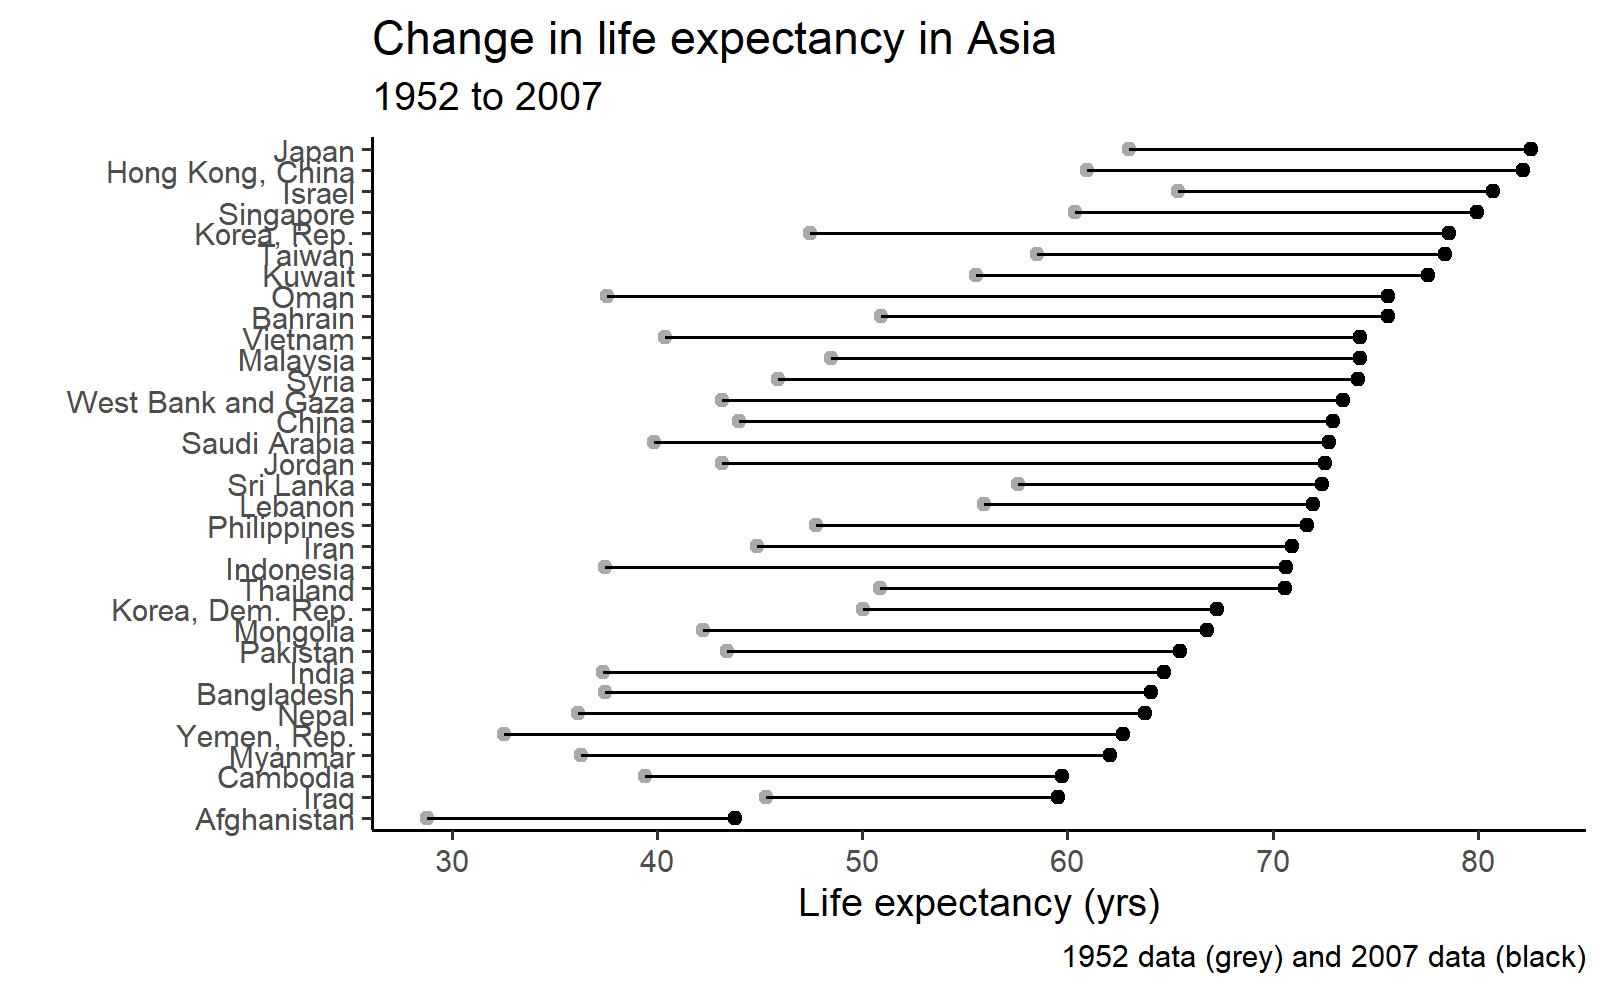 Change in life expectancy in Asia
1952 to 2007
Japan
Hong Kong, China
Israel
Singapore
Korea, Rep.
Taiwan
Kuwait
Oman
Bahrain
Vietnam
Malaysia
Syria
West Bank and Gaza
China
Saudi Arabia
Jordan
Sri Lanka
Lebanon
Philippines
Iran
Indonesia
Thailand
Korea, Dem. Rep.
Mongolia
Pakistan
India
Bangladesh
Nepal
Yemen, Rep.
Myanmar
Cambodia
Iraq
Afghanistan
30 40 50 60 70 80
Life expectancy (yrs)
1952 data (grey) and 2007 data (black)